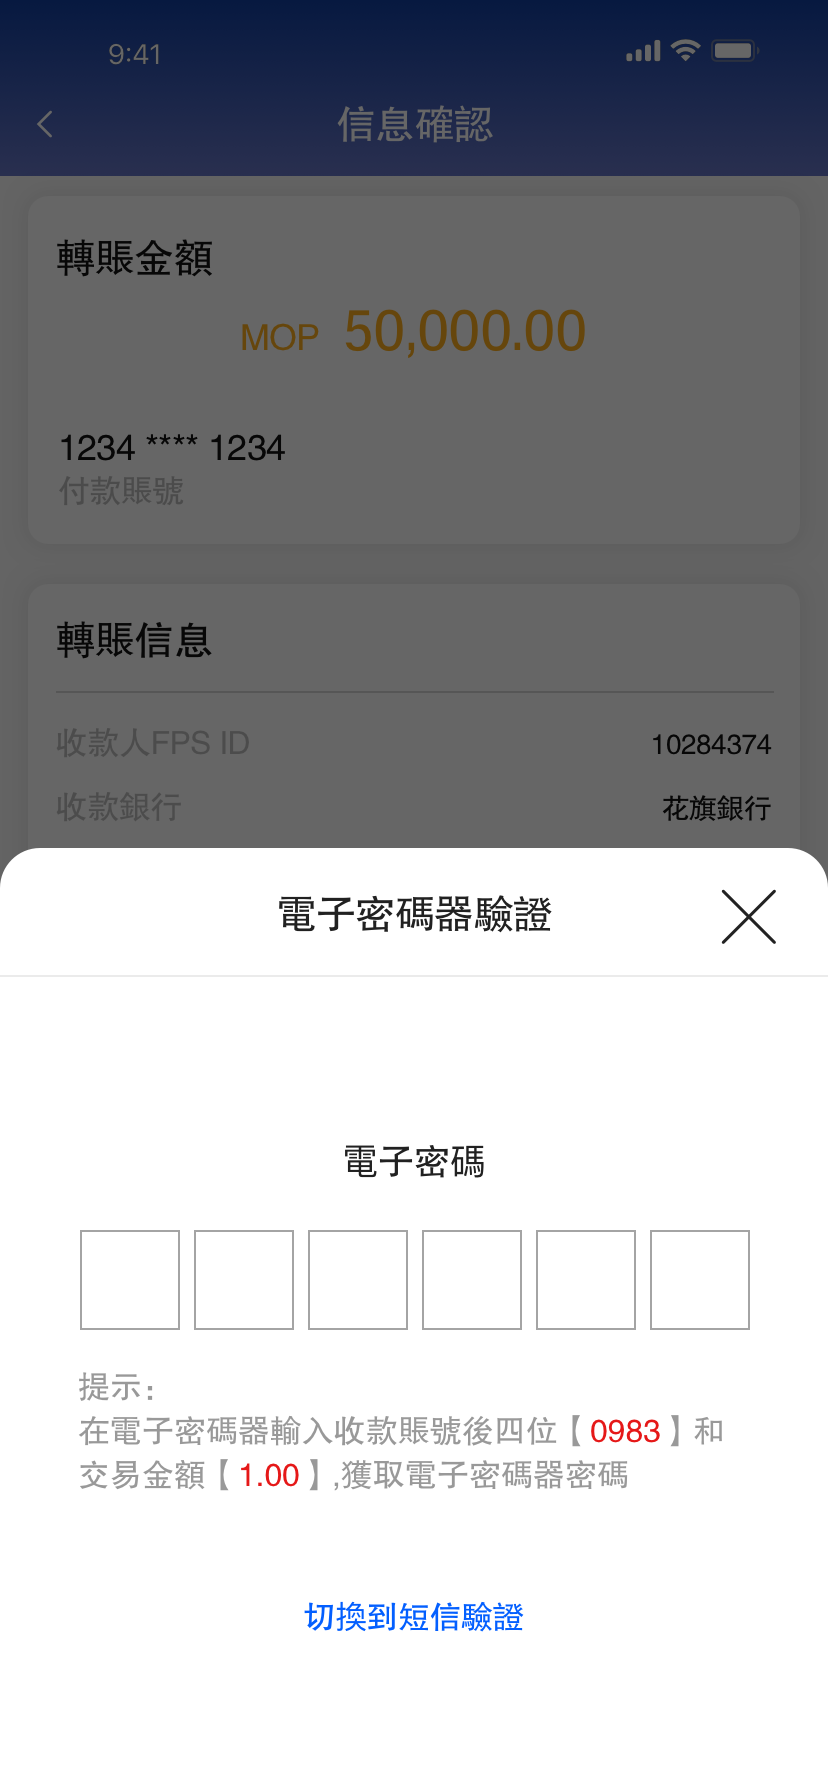 9:41
信息確認
轉賬金額
MOP 50,000.00
1234 **** 1234
付款賬號
轉賬信息
收款人FPS ID 10284374
收款銀行 花旗銀行
電子密碼器驗證
電子密碼
提示：
在電子密碼器輸入收款賬號後四位【0983】和
交易金額【1.00】,獲取電子密碼器密碼
切換到短信驗證